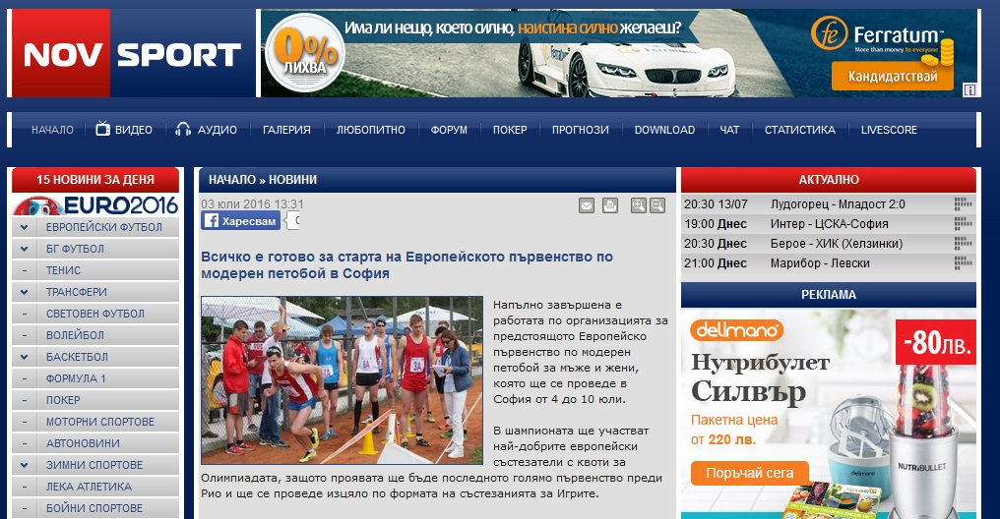 NOV SPORT
Има ли нещо, което силно, наистина силно желаеш?
0%
ЛИХВА
fe Ferratum™
More than money to everyone
Кандидатствай
НАЧАЛО ВИДЕО АУДИО ГАЛЕРИЯ ЛЮБОПИТНО ФОРУМ ПОКЕР ПРОГНОЗИ DOWNLOAD ЧАТ СТАТИСТИКА LIVESCORE
15 НОВИНИ ЗА ДЕНЯ
EURO2016
ЕВРОПЕЙСКИ ФУТБОЛ
БГ ФУТБОЛ
ТЕНИС
ТРАНСФЕРИ
СВЕТОВЕН ФУТБОЛ
ВОЛЕЙБОЛ
БАСКЕТБОЛ
ФОРМУЛА 1
ПОКЕР
МОТОРНИ СПОРТОВЕ
АВТОНОВИНИ
ЗИМНИ СПОРТОВЕ
ЛЕКА АТЛЕТИКА
БОЙНИ СПОРТОВЕ
НАЧАЛО » НОВИНИ
03 юли 2016 13:31
Харесвам
Всичко е готово за старта на Европейското първенство по
модерен петобой в София
Напълно завършена е
работата по организацията за
предстоящото Европейско
първенство по модерен
петобой за мъже и жени,
която ще се проведе в
София от 4 до 10 юли.
В шампионата ще участват
най-добрите европейски
състезатели с квоти за
Олимпиадата, защото проявата ще бъде последното голямо първенство преди
Рио и ще се проведе изцяло по формата на състезанията за Игрите.
6A
3A
АКТУАЛНО
20:30 13/07 Лудогорец - Младост 2:0
19:00 Днес Интер - ЦСКА-София
20:30 Днес Берое - ХИК (Хелзинки)
21:00 Днес Марибор - Левски
РЕКЛАМА
delimano
-80лв.
Нутрибулет
Силвър
Пакетна цена
от 220 лв.
Поръчай сега
delimano
NUTRiBULLET